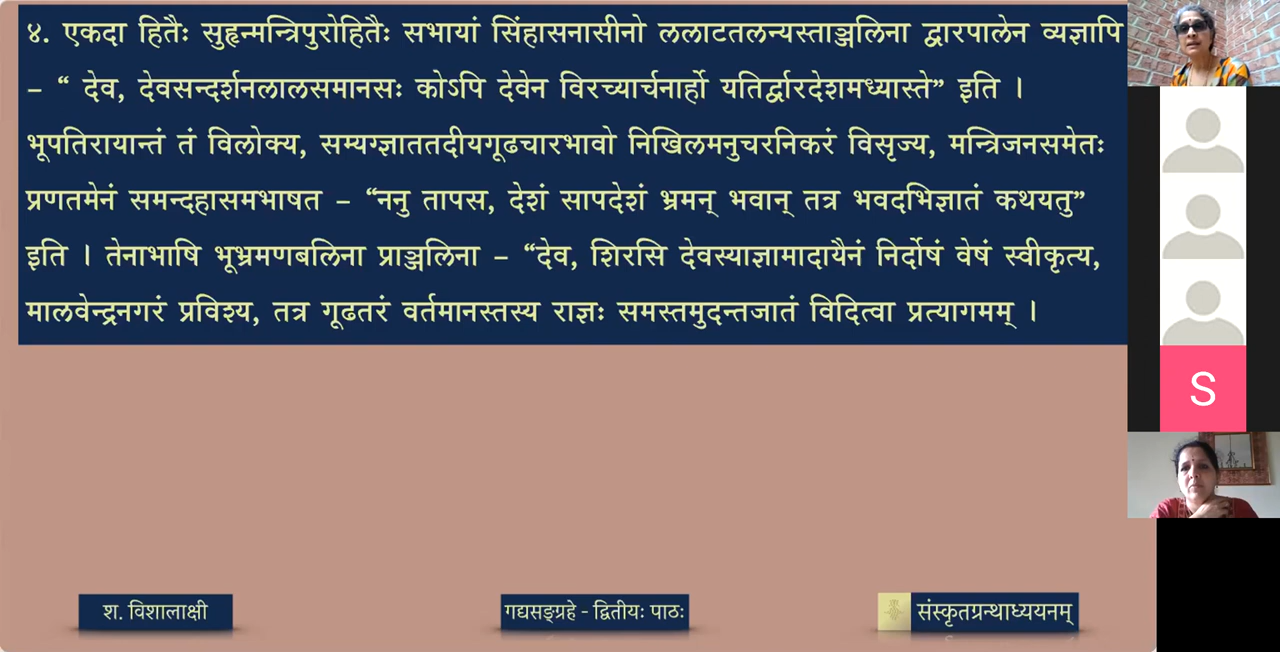 ४. एकदा हितैः सुहृन्मन्त्रिपुरोहितैः सभायां सिंहासनासीनो ललाटतलन्यस्ताञ्जलिना द्वारपालेन व्यज्ञापि
– “ देव, देवसन्दर्शनलालसमानसः कोऽपि देवेन विरच्यार्चनार्हो यतिर्द्वारदेशमध्यास्ते” इति ।
भूपतिरायान्तं तं विलोक्य, सम्यग्ज्ञाततदीयगूढचारभावो निखिलमनुचरनिकरं विसृज्य, मन्त्रिजनसमेतः
प्रणतमेनं समन्दहासमभाषत – “ननु तापस, देशं सापदेशं भ्रमन् भवान् तत्र भवदभिज्ञातं कथयतु”
इति । तेनाभाषि भूभ्रमणबलिना प्राञ्जलिना – “देव, शिरसि देवस्याज्ञामादायैनं निर्दोषं वेषं स्वीकृत्य,
मालवेन्द्रनगरं प्रविश्य, तत्र गूढतरं वर्तमानस्तस्य राज्ञः समस्तमुदन्तजातं विदित्वा प्रत्यागमम् ।
S
श. विशालाक्षी
गद्यसङ्ग्रहे - द्वितीयः पाठः
संस्कृतग्रन्थाध्ययनम्